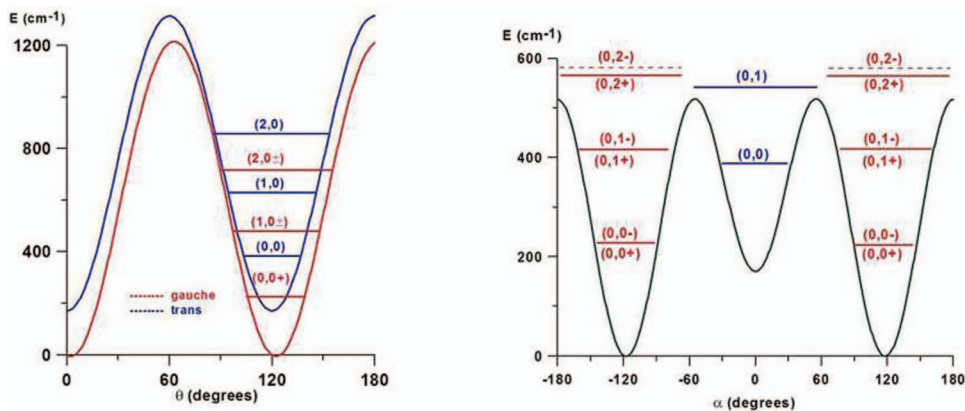 E (cm-1)
1200
800
400
0
(2,0)
(2,0±)
(1,0)
(1,0±)
(0,0)
(0,0+)
gauche
trans
0 60 120 180
θ (degrees)
E (cm-1)
600
400
200
0
(0,2-) (0,2-)
(0,2+) (0,1) (0,2+)
(0,1-) (0,1-)
(0,1+) (0,0) (0,1+)
(0,0-) (0,0-)
(0,0+) (0,0+)
-180 -120 -60 0 60 120 180
α (degrees)